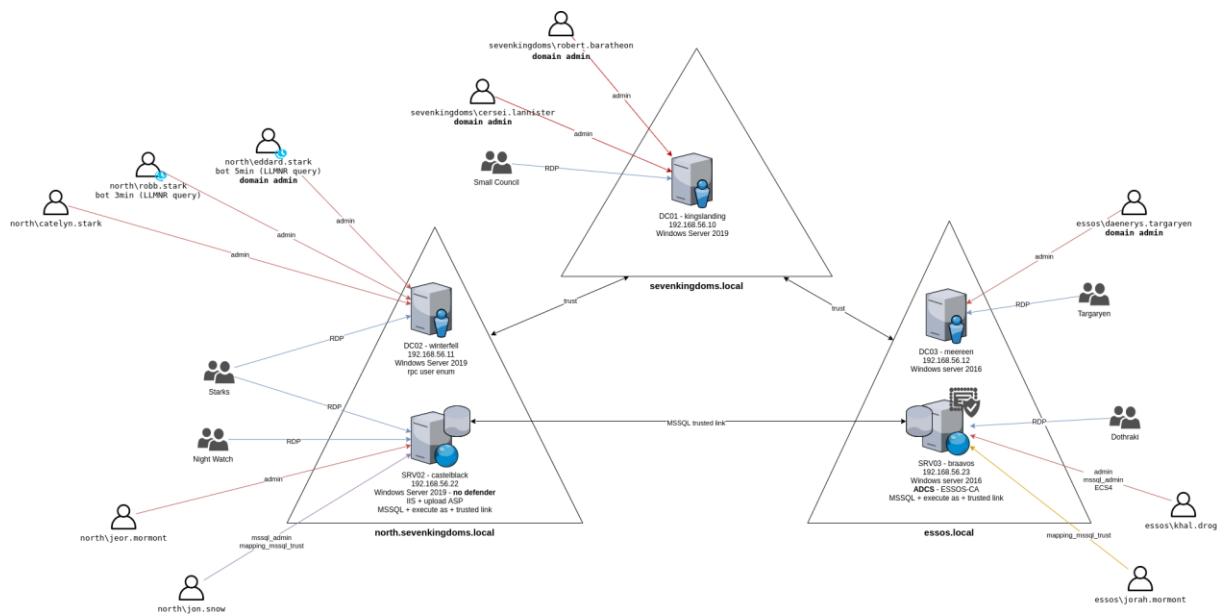 sevenkingdoms\robert.baratheon
domain admin
admin
sevenkingdoms\cersei.lannister
domain admin
admin
Small Council
RDP
DC01 - kingslanding
192.168.56.10
Windows Server 2019
sevenkingdoms.local
trust
trust
north\eddard.stark
bot 5min (LLMNR query)
domain admin
admin
north\robb.stark
bot 3min (LLMNR query)
admin
north\catelyn.stark
admin
DC02 - winterfell
192.168.56.11
Windows Server 2019
rpc user enum
RDP
Starks
RDP
Night Watch
RDP
SRV02 - castelblack
192.168.56.22
Windows Server 2019 - no defender
IIS + upload ASP
MSSQL + execute as + trusted link
admin
north\jeor.mormont
mssql_admin
mapping_mssql_trust
north\jon.snow
north.sevenkingdoms.local
MSSQL trusted link
essos\daenerys.targaryen
domain admin
admin
DC03 - meereen
192.168.56.12
Windows server 2016
RDP
Targaryen
RDP
Dothraki
SRV03 - braavos
192.168.56.23
Windows server 2016
ADCS - ESSOS-CA
MSSQL + execute as + trusted link
admin
mssql_admin
ECS4
essos\khal.drog
mapping_mssql_trust
essos\jorah.mormont
essos.local